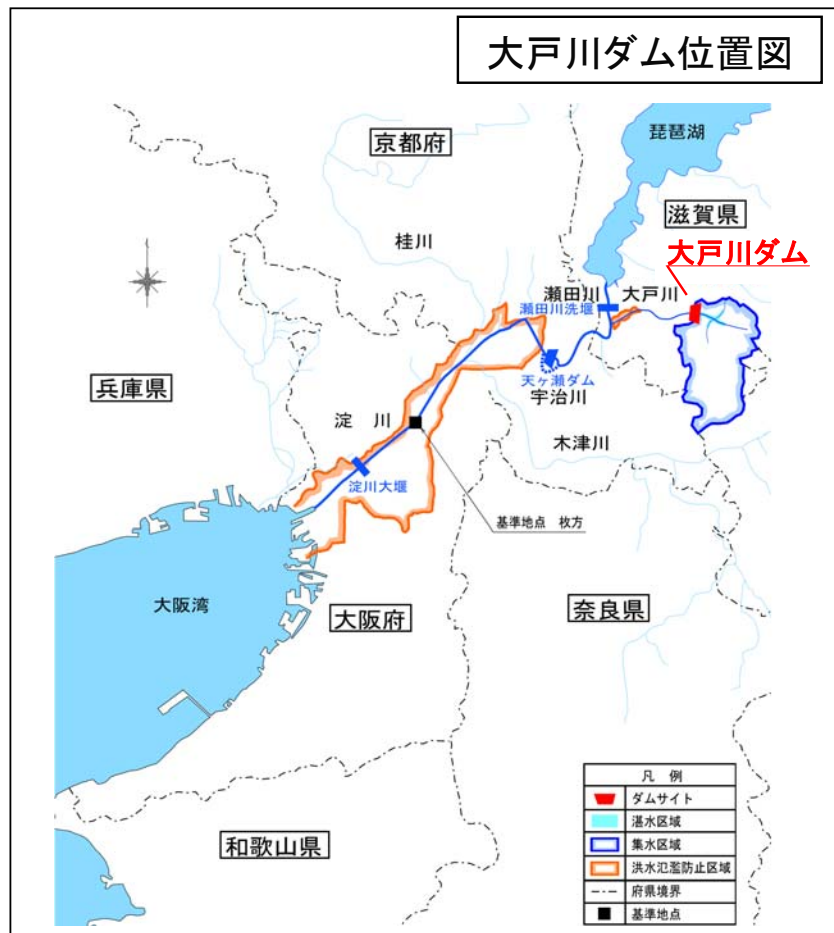 大戸川ダム位置図
琵琶湖
京都府
滋賀県
桂川
大戸川ダム
瀬田川
大戸川
瀬田川洗堰
天ヶ瀬ダム
宇治川
兵庫県
淀 川
木津川
淀川大堰
基準地点 枚方
大阪湾
大阪府
奈良県
和歌山県
凡 例
ダムサイト
湛水区域
集水区域
洪水氾濫防止区域
府県境界
基準地点